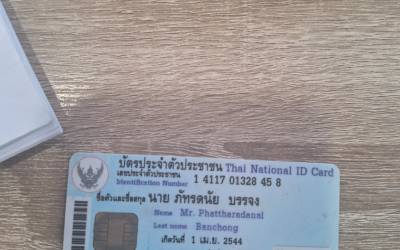 บัตรประจำตัวประชาชน Thai National ID Card
เลขประจำตัวประชาชน
Identification Number 1 4117 01328 45 8
ชื่อตัวและชื่อสกุล นาย ภัทรดนัย บรรจง
Name Mr. Phattharadanai
Last name Banchong
เกิดวันที่ 1 เม.ย. 2544